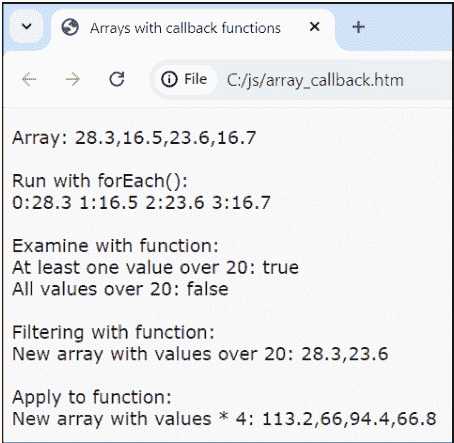 Arrays with callback functions
File C:/js/array_callback.htm
Array: 28.3,16.5,23.6,16.7
Run with forEach():
0:28.3 1:16.5 2:23.6 3:16.7
Examine with function:
At least one value over 20: true
All values over 20: false
Filtering with function:
New array with values over 20: 28.3,23.6
Apply to function:
New array with values * 4: 113.2,66,94.4,66.8